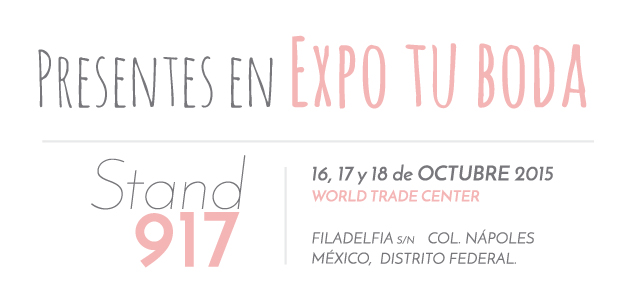 PRESENTES EN EXPO TU BODA
Stand
917
16, 17 y 18 de OCTUBRE 2015
WORLD TRADE CENTER
FILADELFIA S/N COL. NÁPOLES
MÉXICO, DISTRITO FEDERAL.